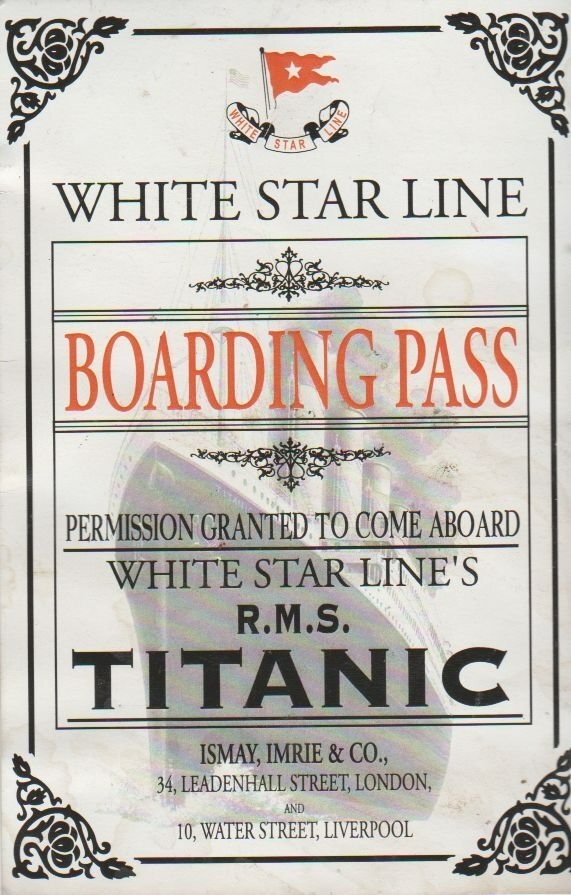 WHITE STAR LINE
WHITE STAR LINE
BOARDING PASS
PERMISSION GRANTED TO COME ABOARD
WHITE STAR LINE'S
R.M.S.
TITANIC
ISMAY, IMRIE & CO.,
34, LEADENHALL STREET, LONDON,
AND
10, WATER STREET, LIVERPOOL